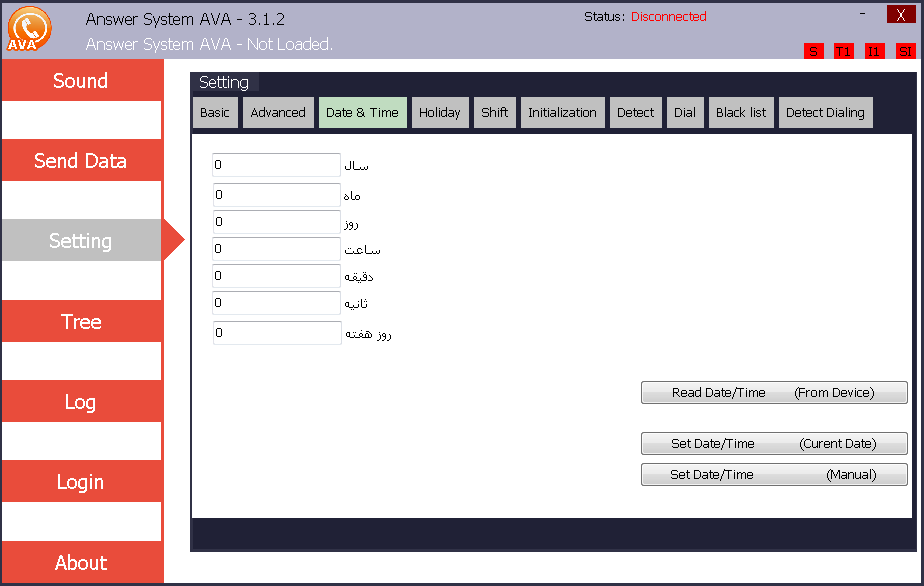 Answer System AVA - 3.1.2
Status: Disconnected
-
X
AVA
Answer System AVA - Not Loaded.
S
T1
I1
SI
Sound
Send Data
Setting
Tree
Log
Login
About
Setting
Basic
Advanced
Date & Time
Holiday
Shift
Initialization
Detect
Dial
Black list
Detect Dialing
0 سال
0 ماه
0 روز
0 ساعت
0 دقیقه
0 ثانیه
0 روز هفته
Read Date/Time (From Device)
Set Date/Time (Curent Date)
Set Date/Time (Manual)